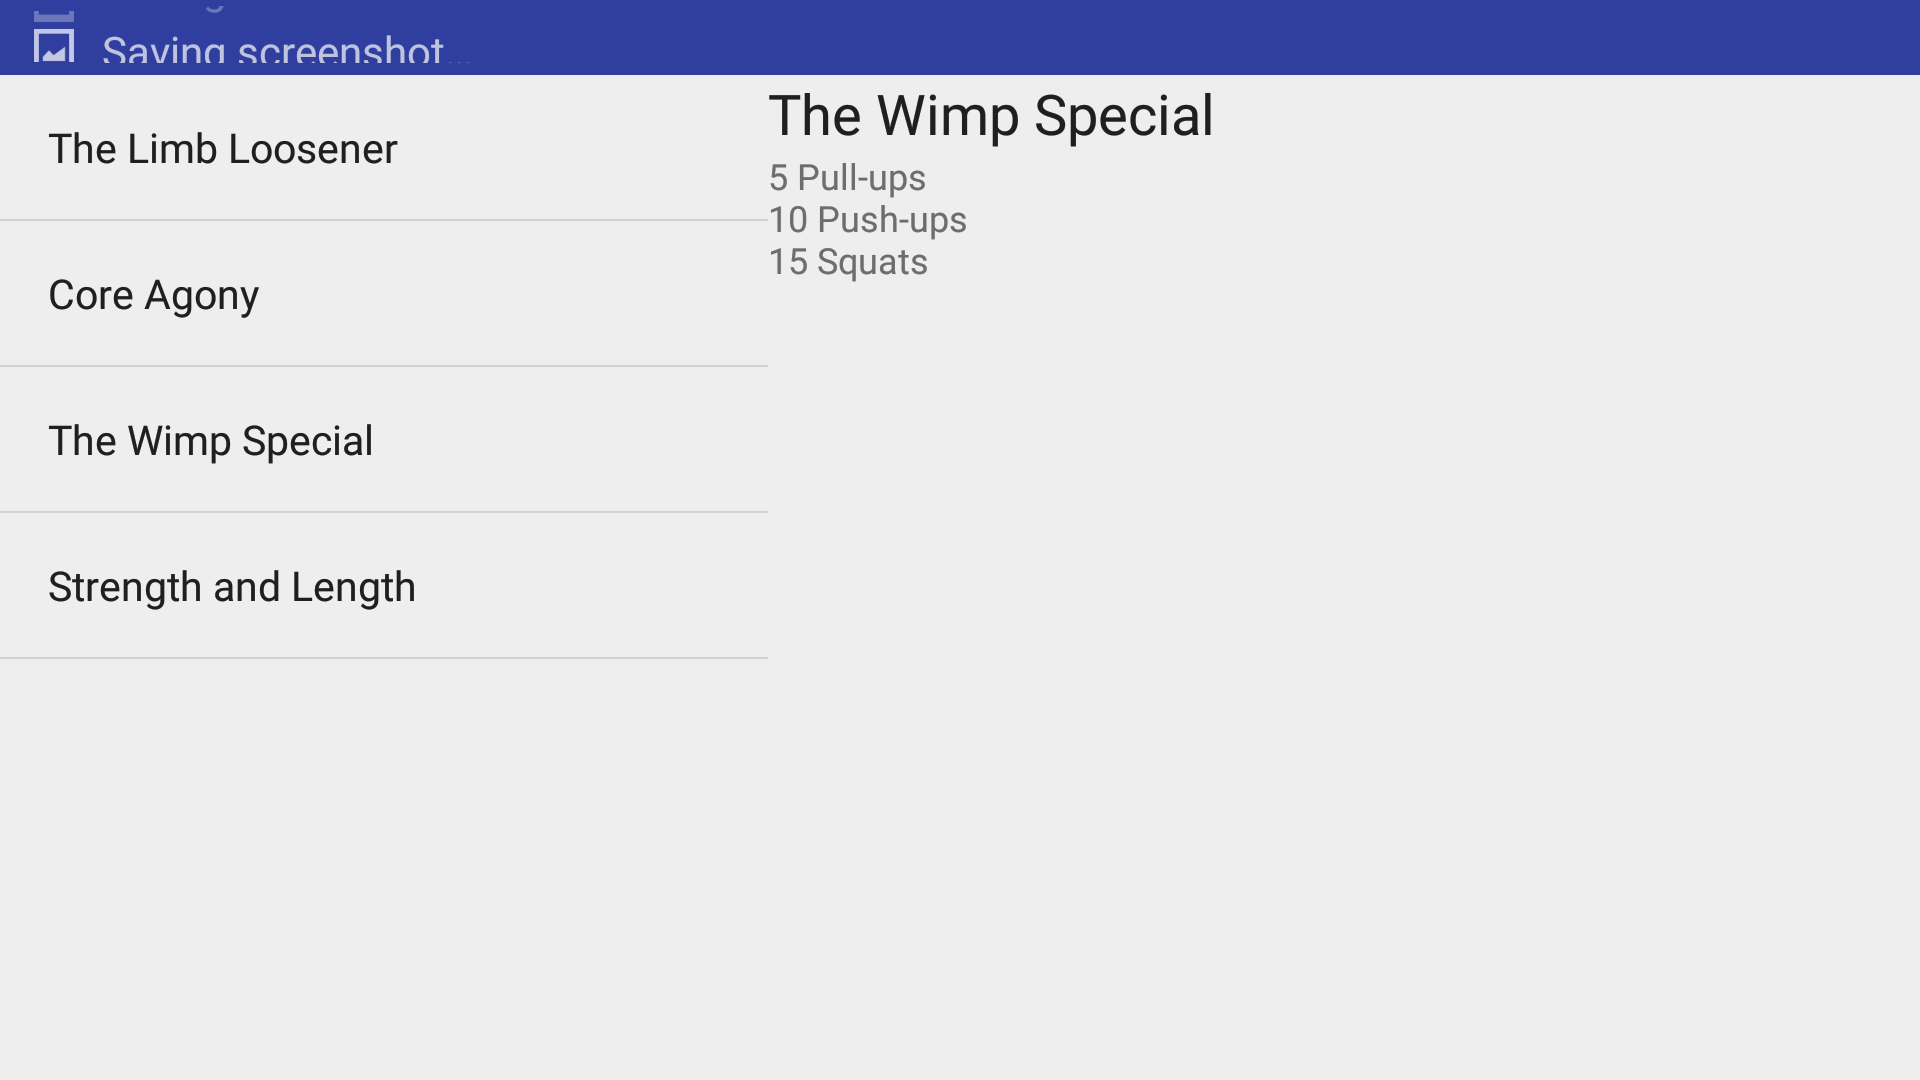 Saving screenshot...
The Limb Loosener
Core Agony
The Wimp Special
Strength and Length
The Wimp Special
5 Pull-ups
10 Push-ups
15 Squats